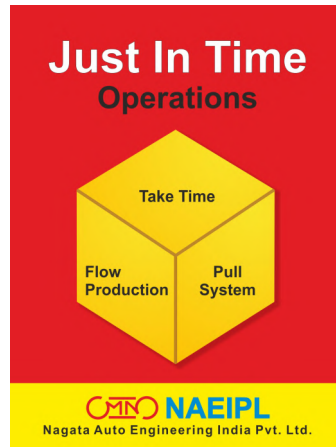 Just In Time
Operations
Take Time
Flow
Production
Pull
System
NAEIPL
Nagata Auto Engineering India Pvt. Ltd.